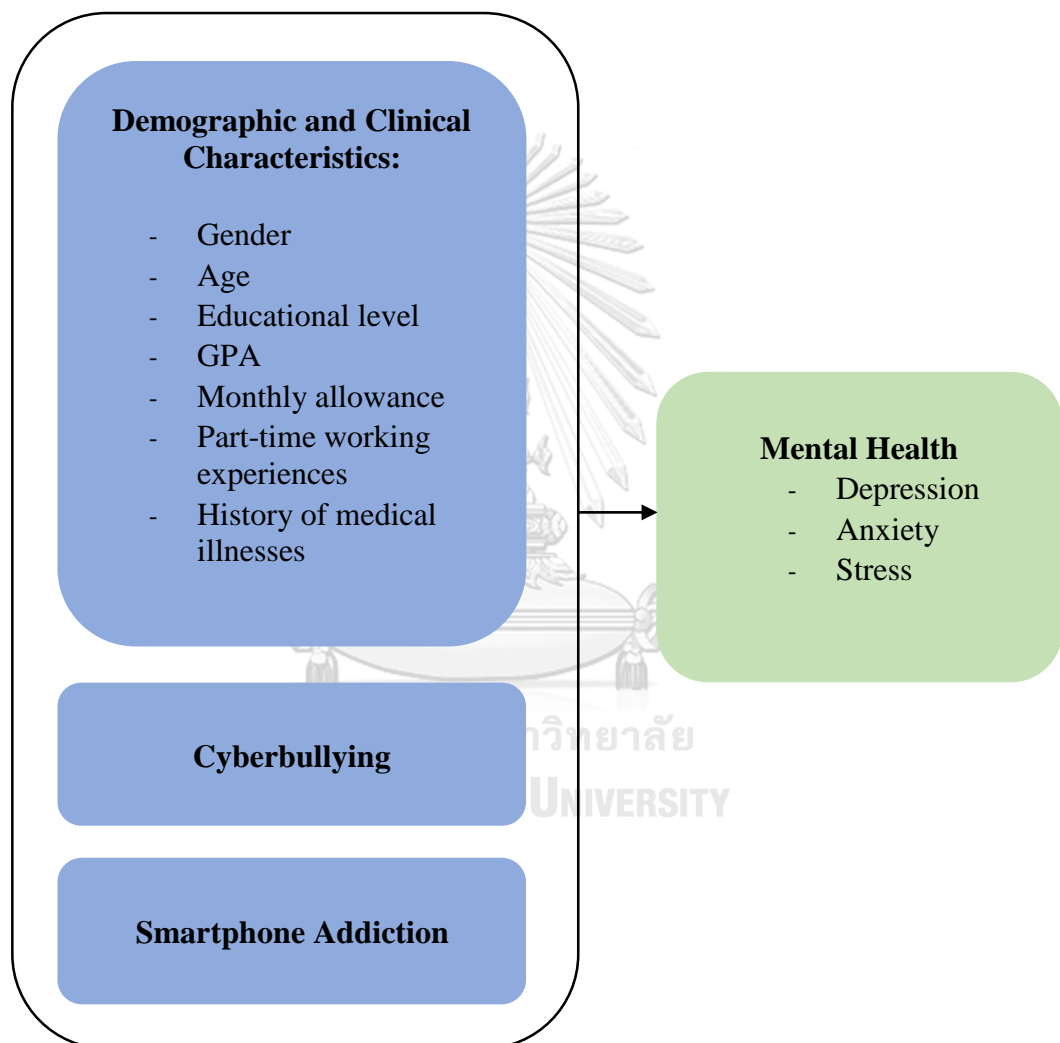 Demographic and Clinical
Characteristics:
- Gender
- Age
- Educational level
- GPA
- Monthly allowance
- Part-time working
experiences
- History of medical
illnesses
Mental Health
- Depression
- Anxiety
- Stress
Cyberbullying
Smartphone Addiction
UNIVERSITY